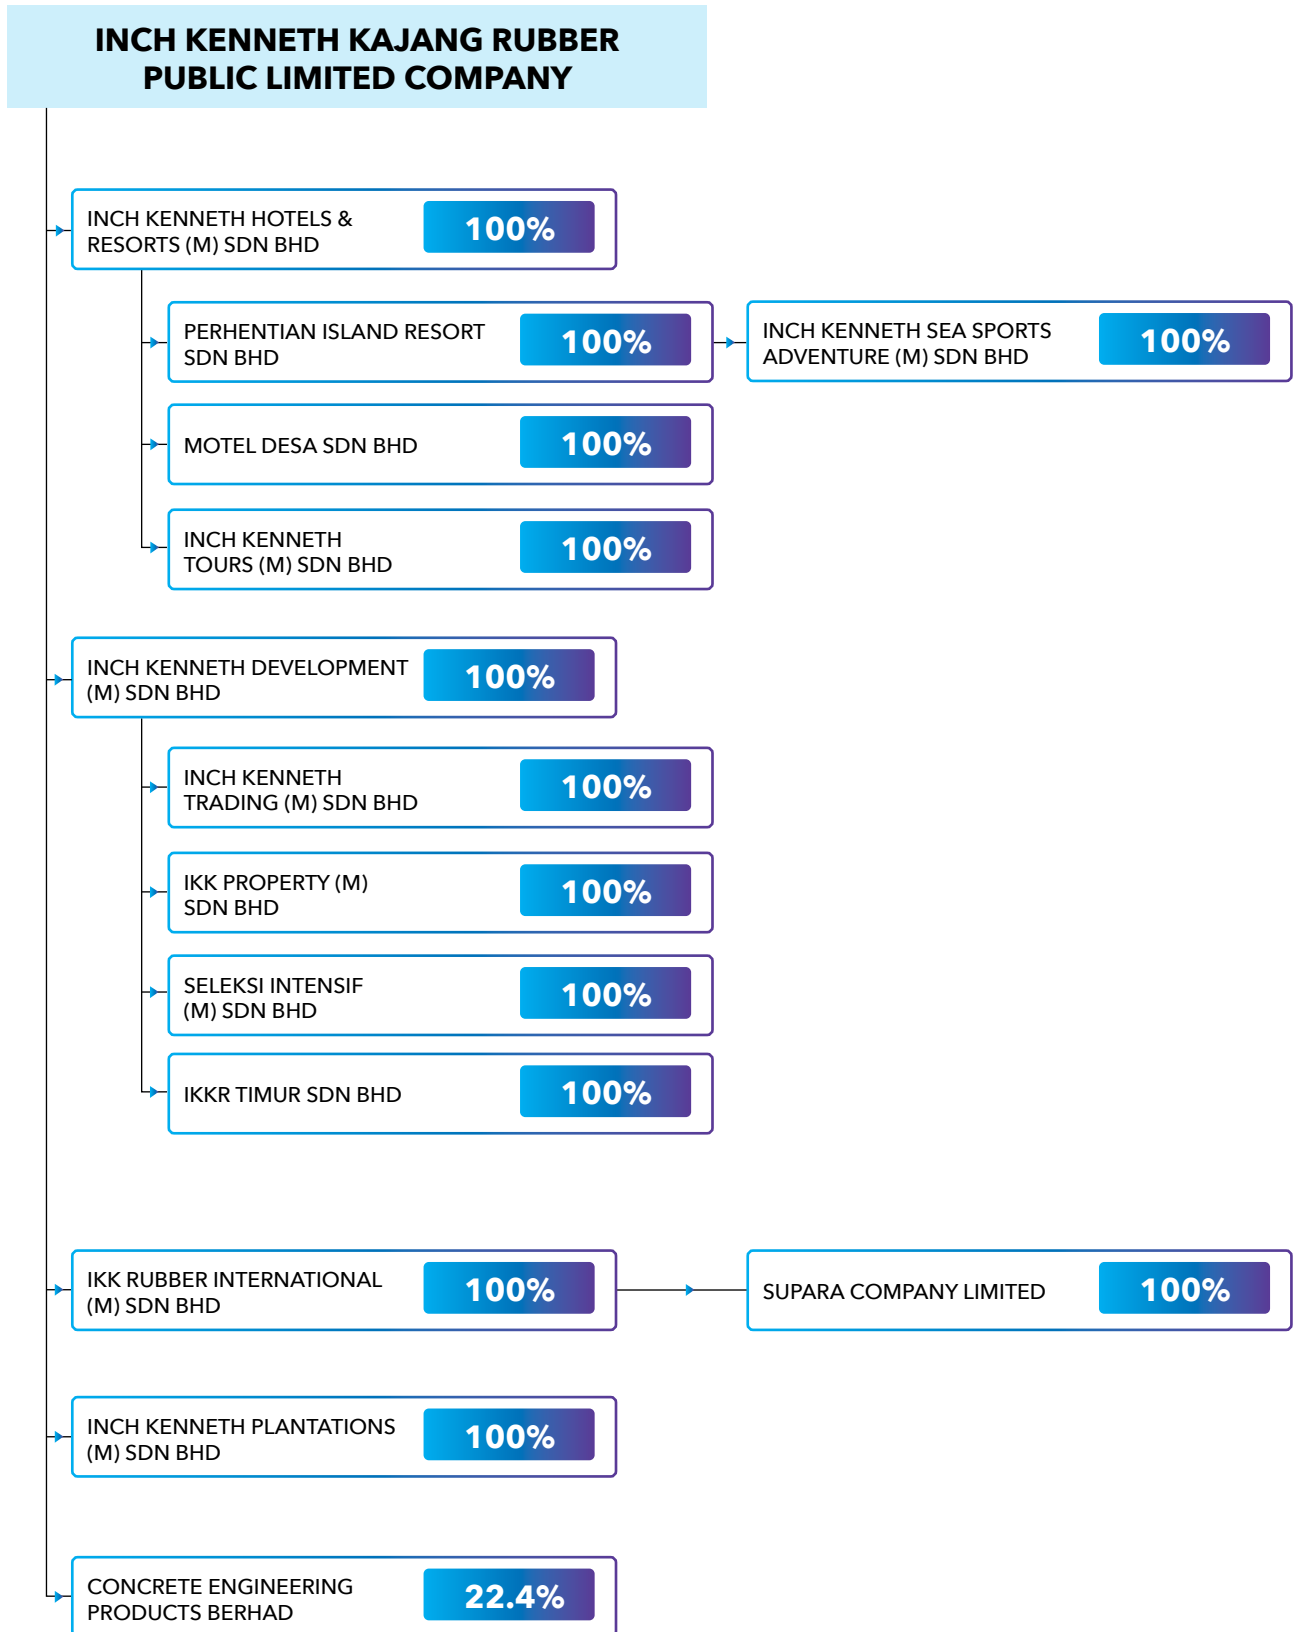 INCH KENNETH KAJANG RUBBER
PUBLIC LIMITED COMPANY
INCH KENNETH HOTELS &
RESORTS (M) SDN BHD
100%
PERHENTIAN ISLAND RESORT
SDN BHD
100%
INCH KENNETH SEA SPORTS
ADVENTURE (M) SDN BHD
100%
MOTEL DESA SDN BHD
100%
INCH KENNETH
TOURS (M) SDN BHD
100%
INCH KENNETH DEVELOPMENT
(M) SDN BHD
100%
INCH KENNETH
TRADING (M) SDN BHD
100%
IKK PROPERTY (M)
SDN BHD
100%
SELEKSI INTENSIF
(M) SDN BHD
100%
IKKR TIMUR SDN BHD
100%
IKK RUBBER INTERNATIONAL
(M) SDN BHD
100%
SUPARA COMPANY LIMITED
100%
INCH KENNETH PLANTATIONS
(M) SDN BHD
100%
CONCRETE ENGINEERING
PRODUCTS BERHAD
22.4%